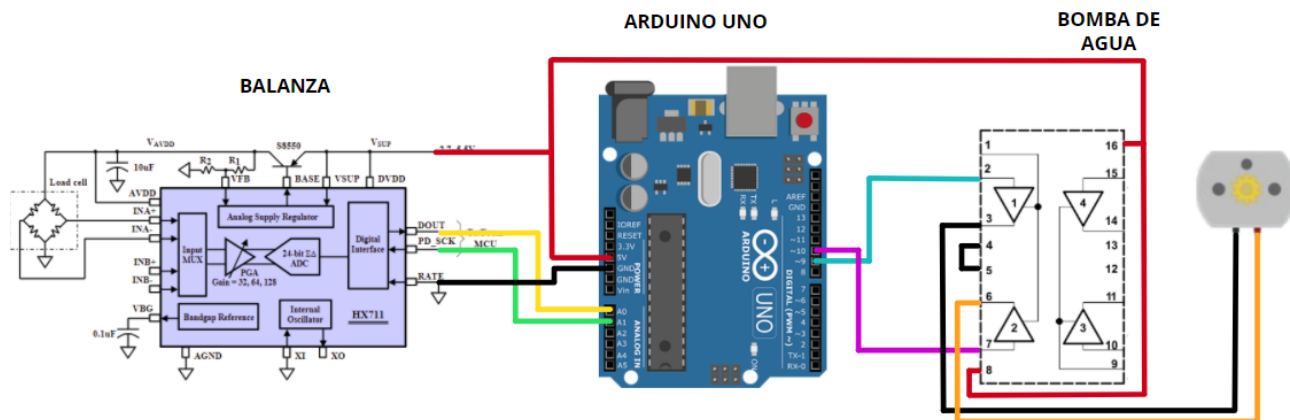 ARDUINO UNO
BOMBA DE
AGUA
BALANZA
VAVDD
S8550
VSUP
10uF
R2
R1
Load cell
VFB
BASE
VSUP
DVDD
AVDD
INA+
INA-
INB+
INB-
VBG
0.1uF
Analog Supply Regulator
Input
MUX
PGA
Gain = 32, 64, 128
24-bit ΣΔ
ADC
Digital
Interface
DOUT
PD_SCK
MCU
RATE
Bandgap Reference
Internal
Oscillator
HX711
AGND
XI
XO
IOREF
RESET
3.3V
5V
GND
GND
Vin
POWER
A0
A1
A2
A3
A4
A5
ANALOG IN
RX
TX
L
ARDUINO
UNO
ON
AREF
GND
13
12
~11
~10
~9
8
7
~6
~5
4
~3
2
TX-1
RX-0
DIGITAL (PWM ~)
1
2
3
4
5
6
7
8
16
15
14
13
12
11
10
9
1
4
2
3